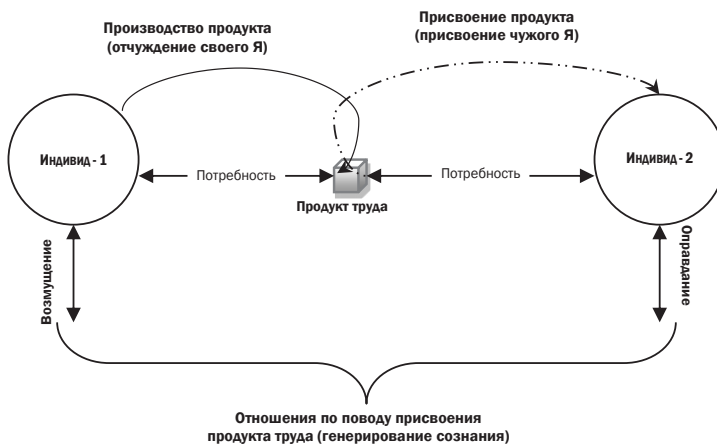 Производство продукта
(отчуждение своего Я)
Присвоение продукта
(присвоение чужого Я)
Индивид - 1
Потребность
Продукт труда
Потребность
Индивид - 2
Возмущение
Оправдание
Отношения по поводу присвоения
продукта труда (генерирование сознания)